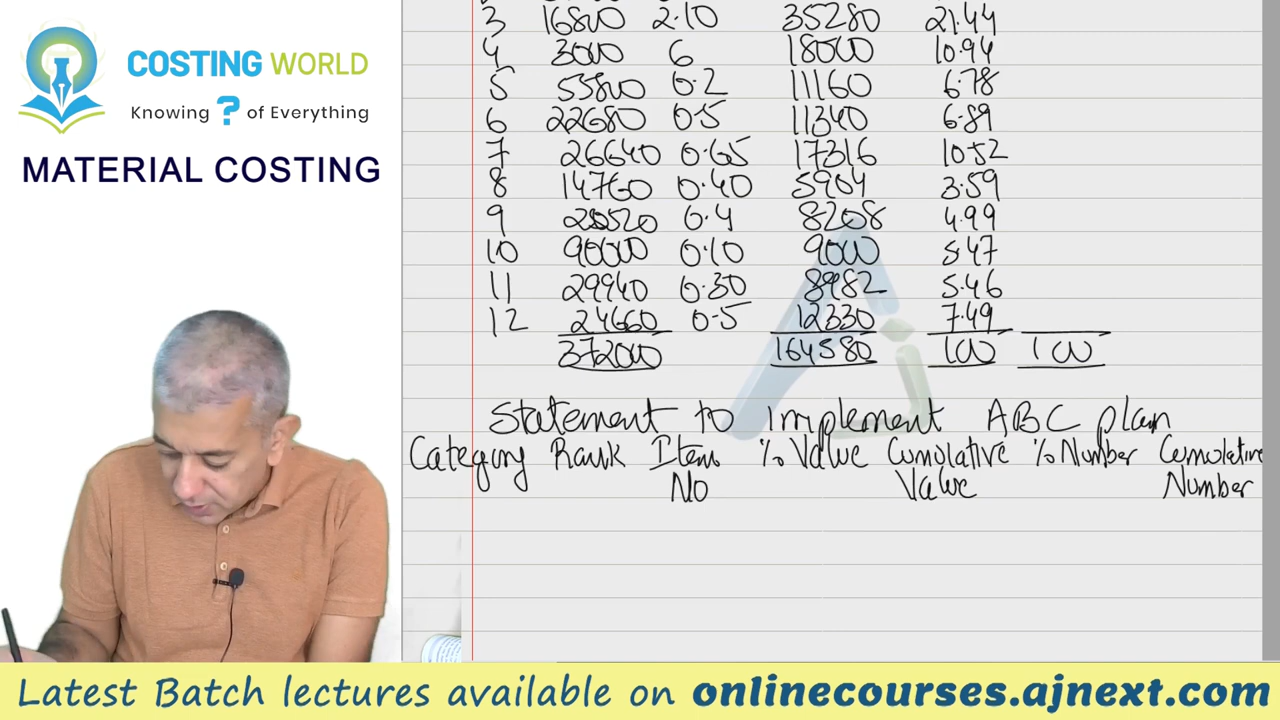 COSTING WORLD
Knowing ? of Everything
MATERIAL COSTING
3 16800 2.10 35280 21.44
4 3000 6 18000 10.94
5 55800 0.2 11160 6.78
6 22680 0.5 11340 6.89
7 26640 0.65 17316 10.52
8 14760 0.40 5904 3.59
9 20520 0.4 8208 4.99
10 90000 0.10 9000 5.47
11 29940 0.30 8982 5.46
12 24660 0.5 12330 7.49
372000 164580 100 100
Statement to implement ABC plan
Category Rank Item % Value Cumulative % Number Cumulative
No Value Number
Latest Batch lectures available on onlinecourses.ajnext.com